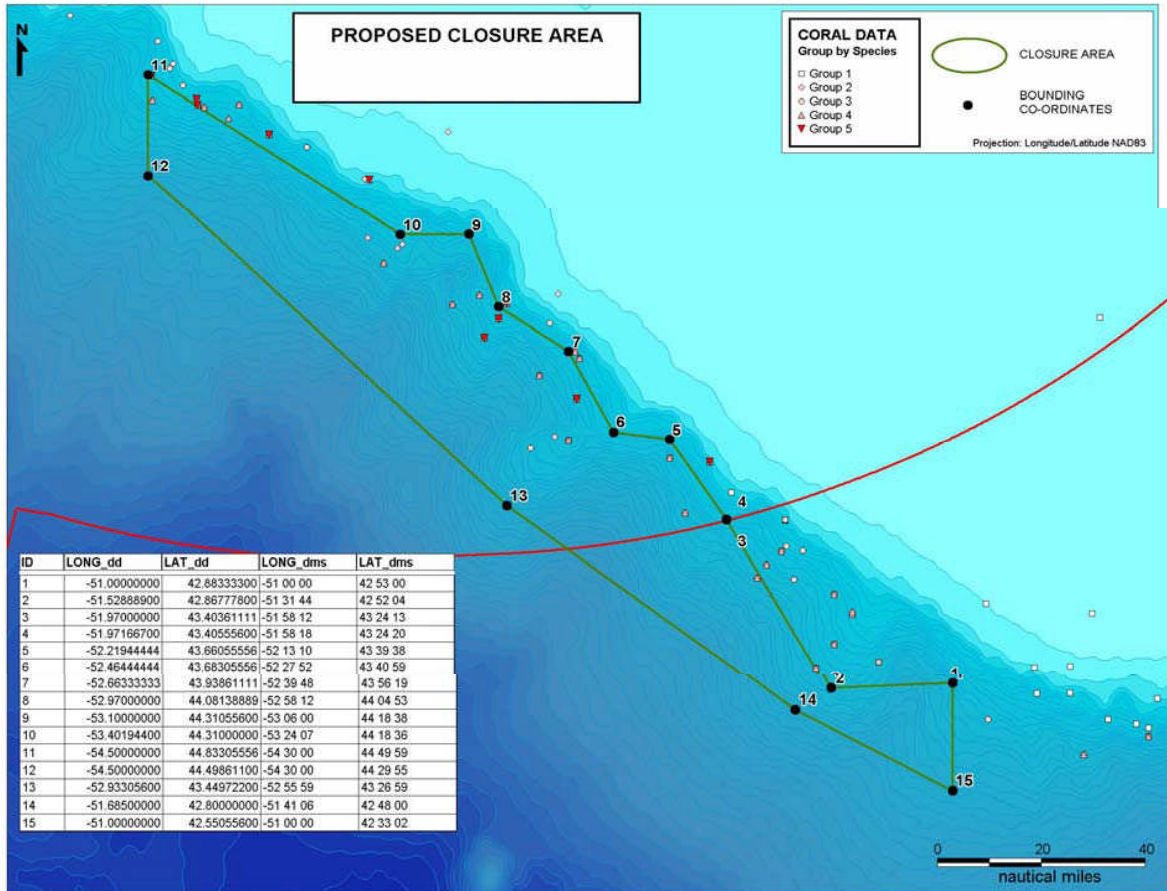 PROPOSED CLOSURE AREA
N
CORAL DATA
Group by Species
Group 1
Group 2
Group 3
Group 4
Group 5
CLOSURE AREA
BOUNDING
CO-ORDINATES
Projection: Longitude/Latitude NAD83
11
12
10
9
8
7
6
5
4
3
13
2
1
14
15
ID LONG_dd LAT_dd LONG_dms LAT_dms
1 -51.00000000 42.88333300 -51 00 00 42 53 00
2 -51.52888900 42.86777800 -51 31 44 42 52 04
3 -51.97000000 43.40361111 -51 58 12 43 24 13
4 -51.97166700 43.40555600 -51 58 18 43 24 20
5 -52.21944444 43.66055556 -52 13 10 43 39 38
6 -52.46444444 43.68305556 -52 27 52 43 40 59
7 -52.66333333 43.93861111 -52 39 48 43 56 19
8 -52.97000000 44.08138889 -52 58 12 44 04 53
9 -53.10000000 44.31055600 -53 06 00 44 18 38
10 -53.40194400 44.31000000 -53 24 07 44 18 36
11 -54.50000000 44.83305556 -54 30 00 44 49 59
12 -54.50000000 44.49861100 -54 30 00 44 29 55
13 -52.93305600 43.44972200 -52 55 59 43 26 59
14 -51.68500000 42.80000000 -51 41 06 42 48 00
15 -51.00000000 42.55055600 -51 00 00 42 33 02
0 20 40
nautical miles